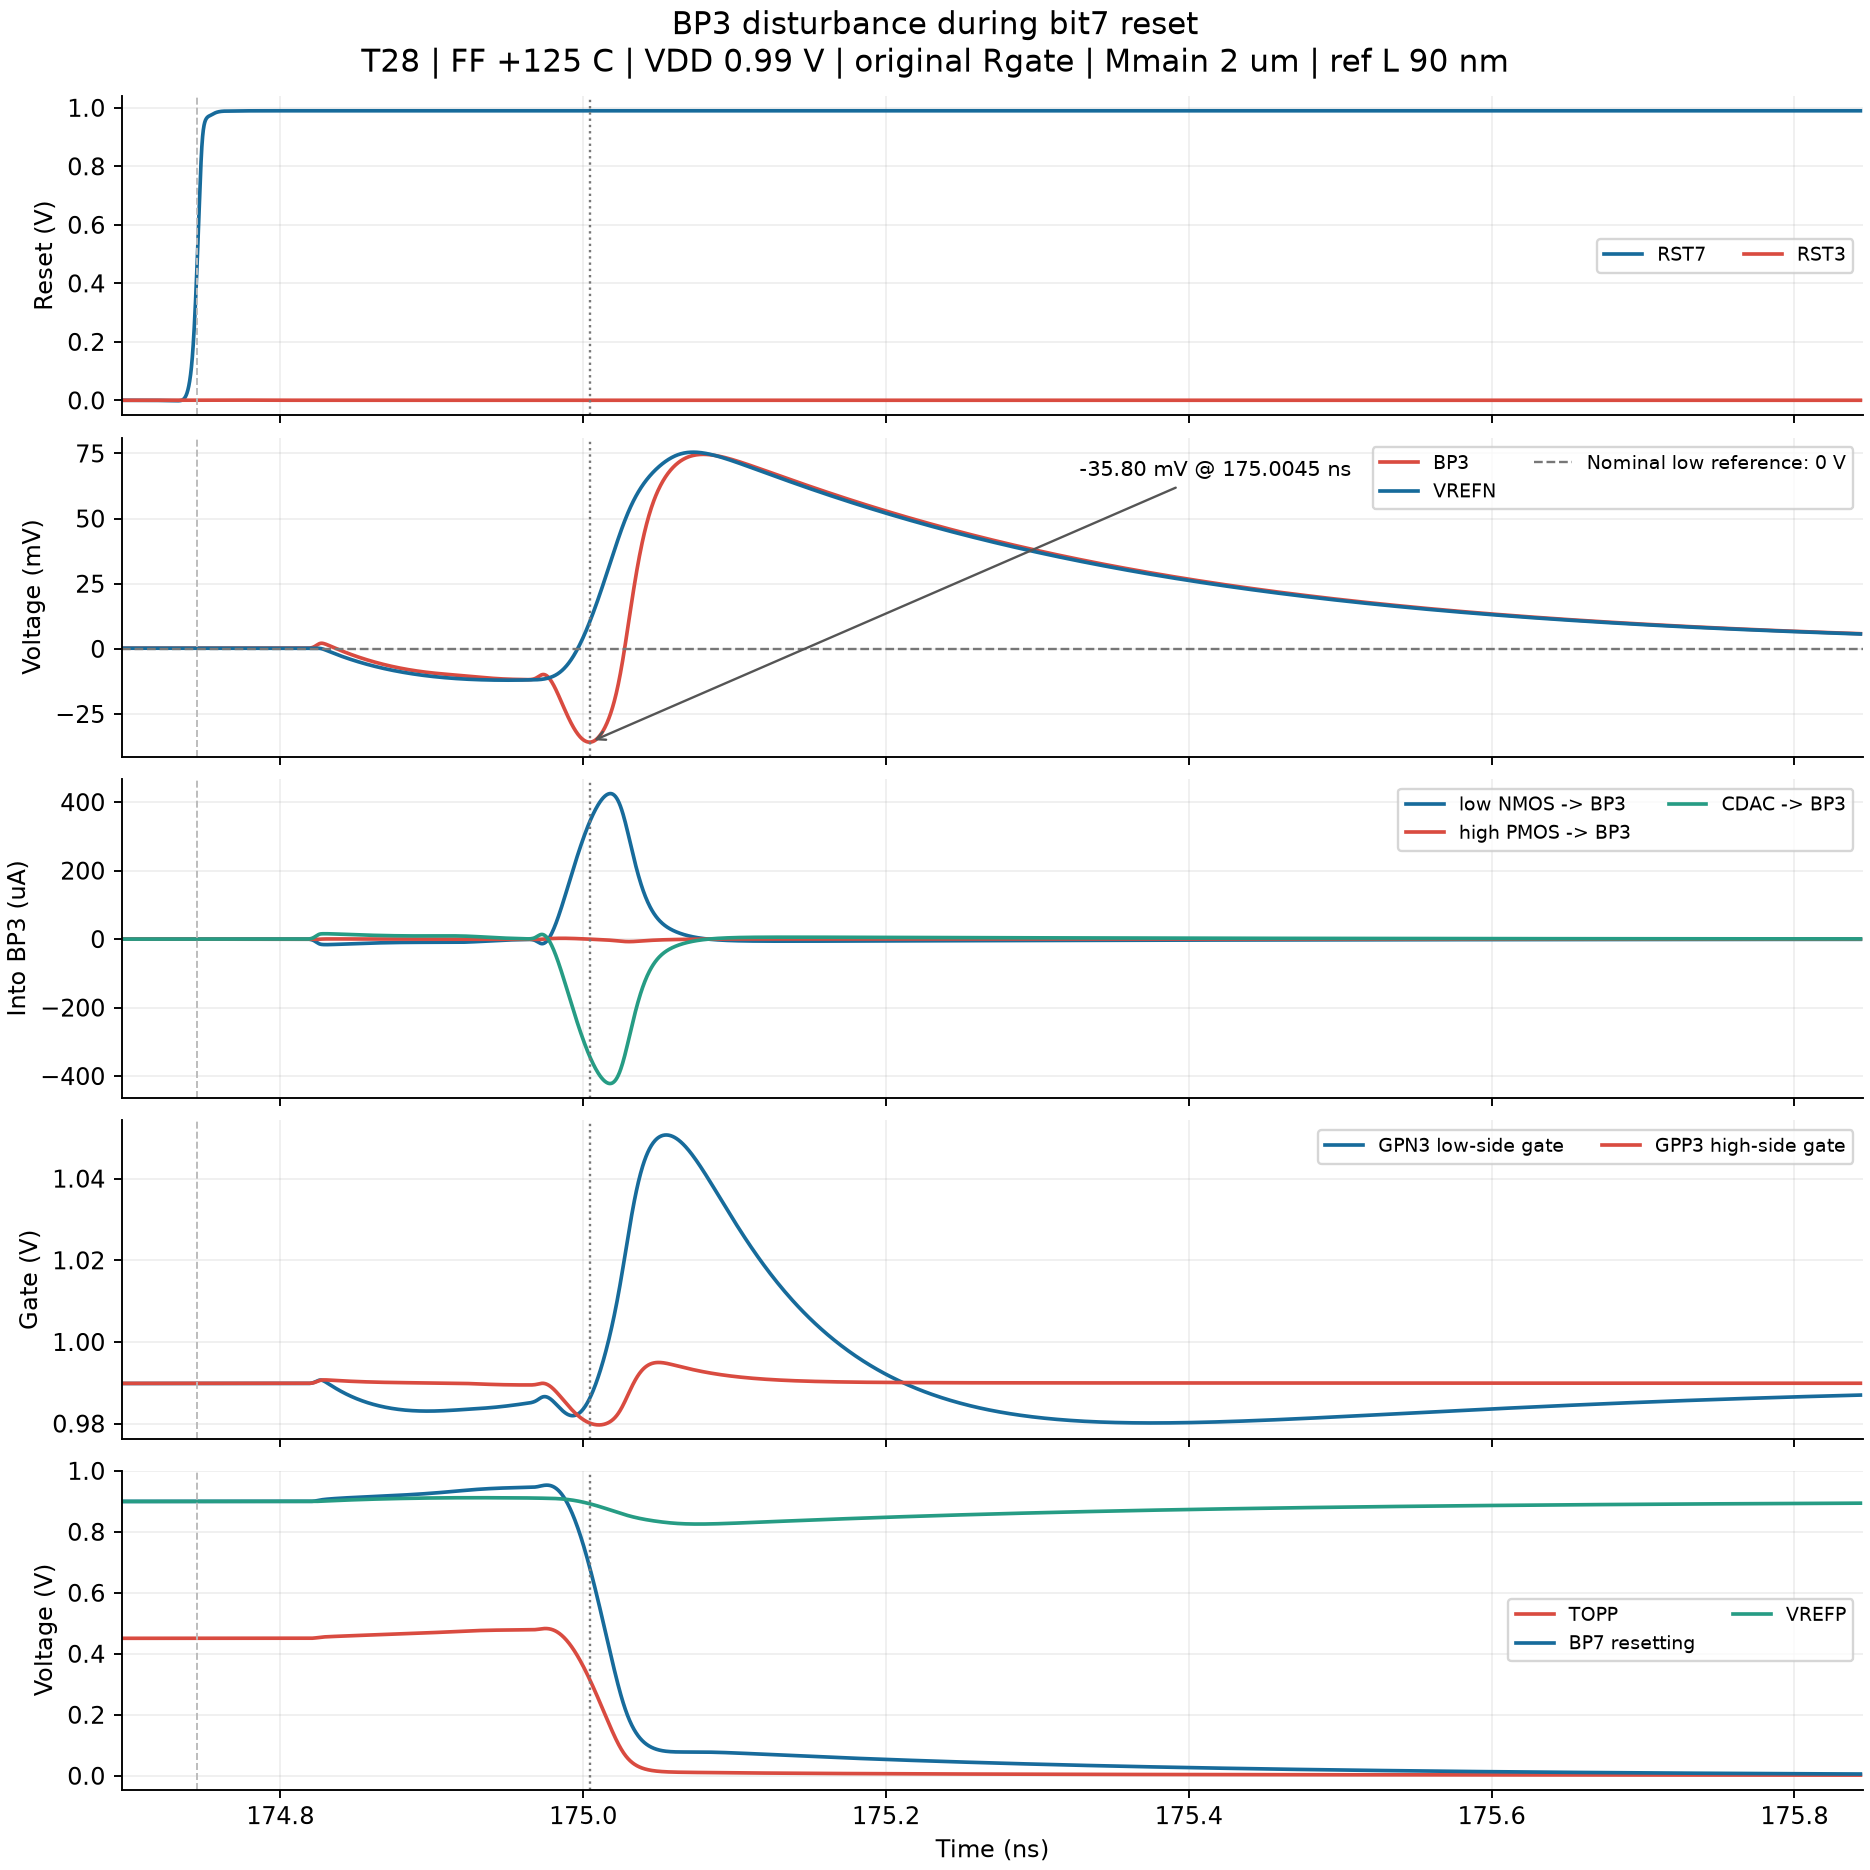 BP3 disturbance during bit7 reset
T28 | FF +125 C | VDD 0.99 V | original Rgate | Mmain 2 um | ref L 90 nm
1.0
0.8
0.6
0.4
0.2
0.0
Reset (V)
RST7 RST3
75
50
25
0
−25
Voltage (mV)
-35.80 mV @ 175.0045 ns
BP3 Nominal low reference: 0 V
VREFN
400
200
0
−200
−400
Into BP3 (uA)
low NMOS -> BP3 CDAC -> BP3
high PMOS -> BP3
1.04
1.02
1.00
0.98
Gate (V)
GPN3 low-side gate GPP3 high-side gate
1.0
0.8
0.6
0.4
0.2
0.0
Voltage (V)
TOPP VREFP
BP7 resetting
174.8 175.0 175.2 175.4 175.6 175.8
Time (ns)